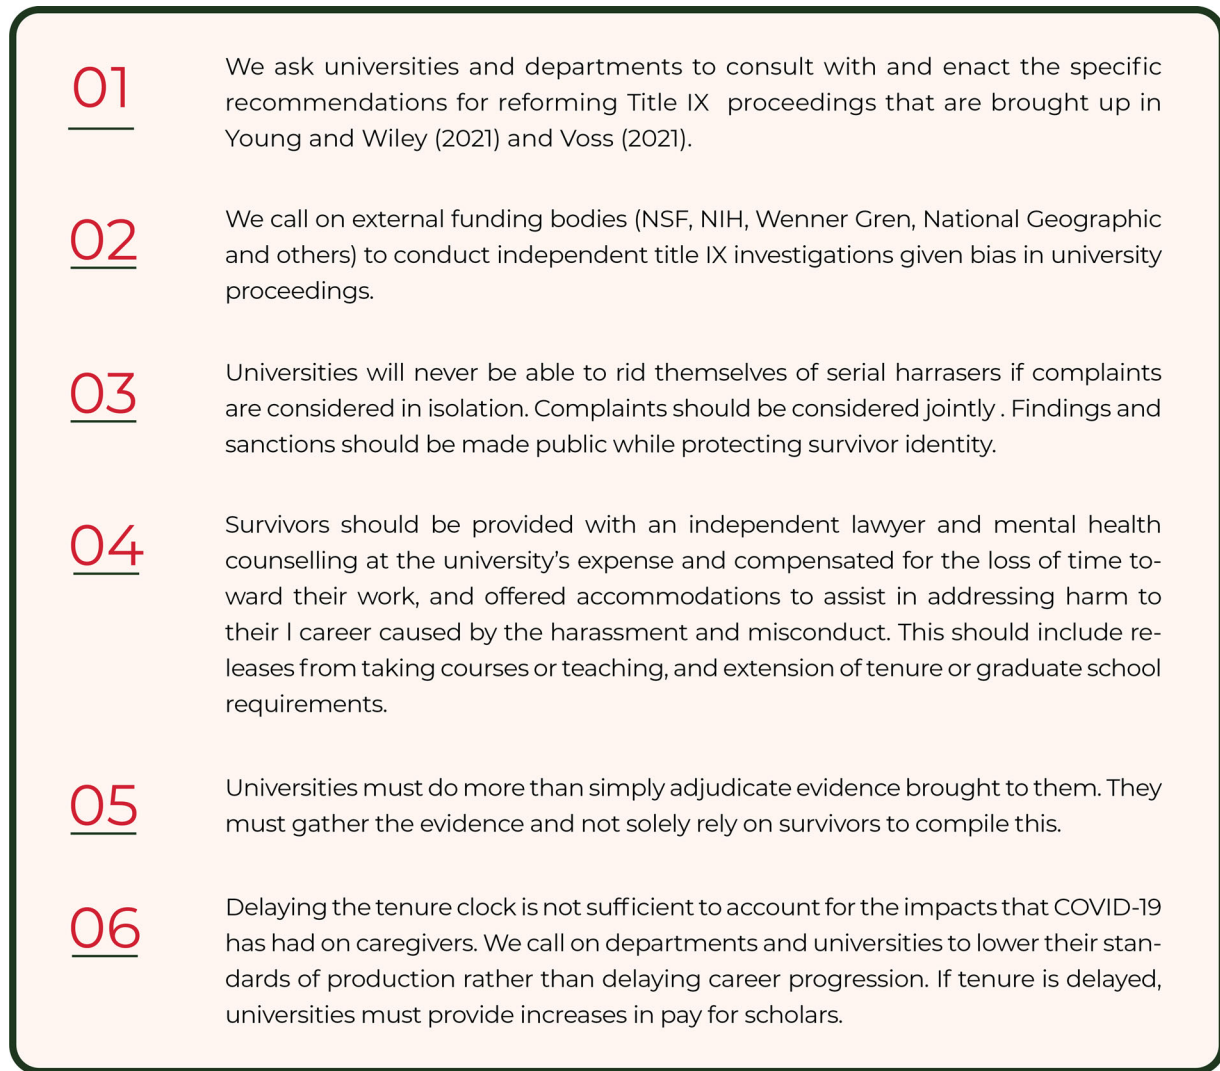 01
We ask universities and departments to consult with and enact the specific
recommendations for reforming Title IX  proceedings that are brought up in
Young and Wiley (2021) and Voss (2021).
02
We call on external funding bodies (NSF, NIH, Wenner Gren, National Geographic
and others) to conduct independent title IX investigations given bias in university
proceedings.
03
Universities will never be able to rid themselves of serial harrasers if complaints
are considered in isolation. Complaints should be considered jointly . Findings and
sanctions should be made public while protecting survivor identity.
04
Survivors should be provided with an independent lawyer and mental health
counselling at the university’s expense and compensated for the loss of time to-
ward their work, and offered accommodations to assist in addressing harm to
their l career caused by the harassment and misconduct. This should include re-
leases from taking courses or teaching, and extension of tenure or graduate school
requirements.
05
Universities must do more than simply adjudicate evidence brought to them. They
must gather the evidence and not solely rely on survivors to compile this.
06
Delaying the tenure clock is not sufficient to account for the impacts that COVID-19
has had on caregivers. We call on departments and universities to lower their stan-
dards of production rather than delaying career progression. If tenure is delayed,
universities must provide increases in pay for scholars.